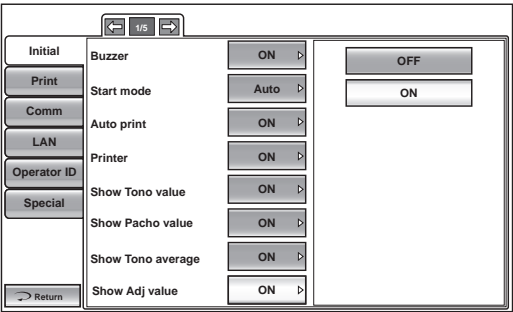 1/5
Initial
Print
Comm
LAN
Operator ID
Special
Return
Buzzer ON
Start mode Auto
Auto print ON
Printer ON
Show Tono value ON
Show Pacho value ON
Show Tono average ON
Show Adj value ON
OFF
ON